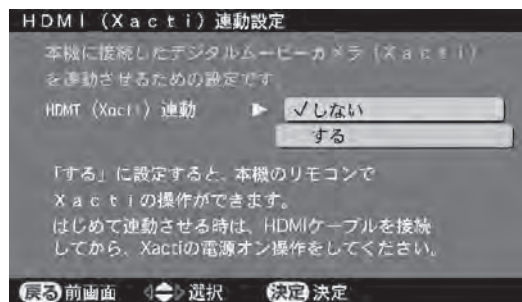 HDMI（Xacti）連動設定
本機に接続したデジタルムービーカメラ（Xacti）
を連動させるための設定です
HDMI（Xacti）連動 ▶ ✓しない
する
「する」に設定すると、本機のリモコンで
Xactiの操作ができます。
はじめて連動させる時は、HDMIケーブルを接続
してから、Xactiの電源オン操作をしてください。
戻る 前画面 選択 決定 決定